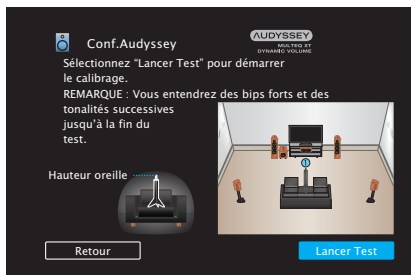 Conf.Audyssey
AUDYSSEY
MULTEQ XT
DYNAMIC VOLUME
Sélectionnez “Lancer Test” pour démarrer
le calibrage.
REMARQUE : Vous entendrez des bips forts et des
tonalités successives
jusqu’à la fin du
test.
Hauteur oreille
1
Retour
Lancer Test